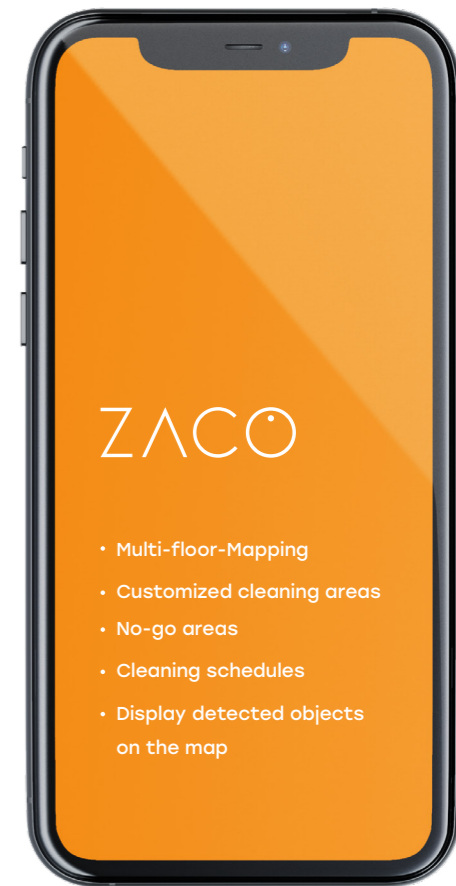 ZACO
• Multi-floor-Mapping
• Customized cleaning areas
• No-go areas
• Cleaning schedules
• Display detected objects
on the map